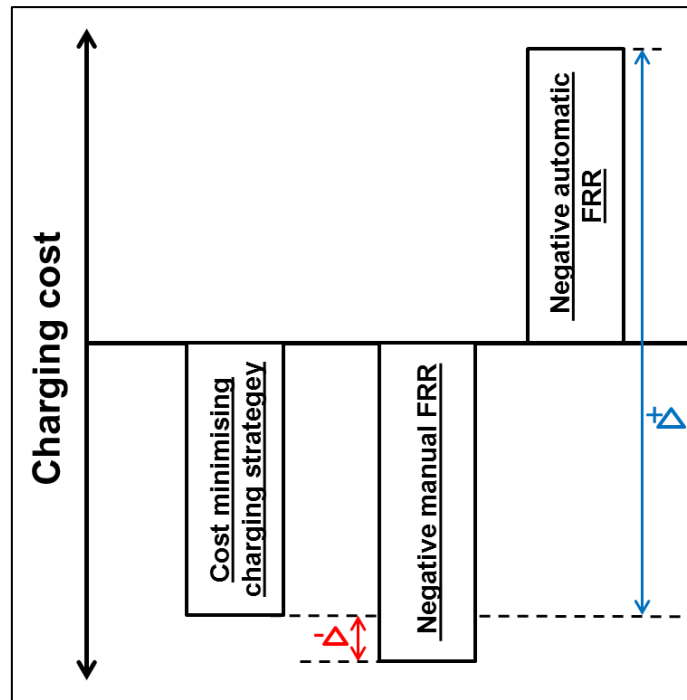 Charging cost
Cost minimising
charging strategey
Negative manual FRR
Negative automatic
FRR
-Δ
+Δ